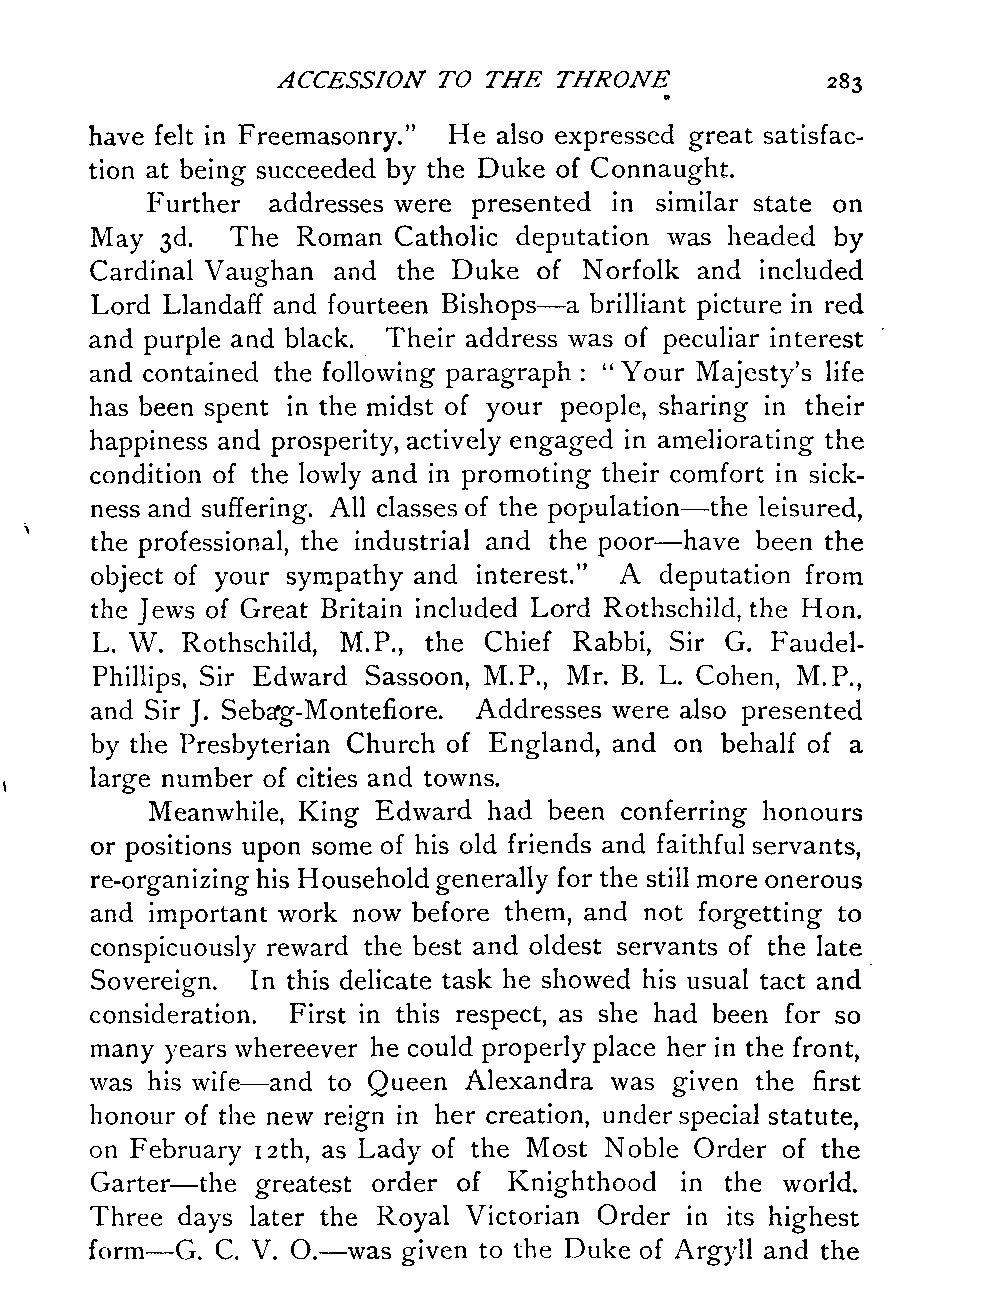 ACCESSION TO THE THRONE 283
have felt in Freemasonry." He also expressed great satisfac-
tion at being succeeded by the Duke of Connaught.
Further addresses were presented in similar state on
May 3d. The Roman Catholic deputation was headed by
Cardinal Vaughan and the Duke of Norfolk and included
Lord Llandaff and fourteen Bishops—a brilliant picture in red
and purple and black. Their address was of peculiar interest
and contained the following paragraph : "Your Majesty's life
has been spent in the midst of your people, sharing in their
happiness and prosperity, actively engaged in ameliorating the
condition of the lowly and in promoting their comfort in sick-
ness and suffering. All classes of the population—the leisured,
the professional, the industrial and the poor—have been the
object of your sympathy and interest." A deputation from
the Jews of Great Britain included Lord Rothschild, the Hon.
L. W. Rothschild, M.P., the Chief Rabbi, Sir G. Faudel-
Phillips, Sir Edward Sassoon, M.P., Mr. B. L. Cohen, M.P.,
and Sir J. Sebag-Montefiore. Addresses were also presented
by the Presbyterian Church of England, and on behalf of a
large number of cities and towns.
Meanwhile, King Edward had been conferring honours
or positions upon some of his old friends and faithful servants,
re-organizing his Household generally for the still more onerous
and important work now before them, and not forgetting to
conspicuously reward the best and oldest servants of the late
Sovereign. In this delicate task he showed his usual tact and
consideration. First in this respect, as she had been for so
many years whereever he could properly place her in the front,
was his wife—and to Queen Alexandra was given the first
honour of the new reign in her creation, under special statute,
on February 12th, as Lady of the Most Noble Order of the
Garter—the greatest order of Knighthood in the world.
Three days later the Royal Victorian Order in its highest
form—G. C. V. O.—was given to the Duke of Argyll and the